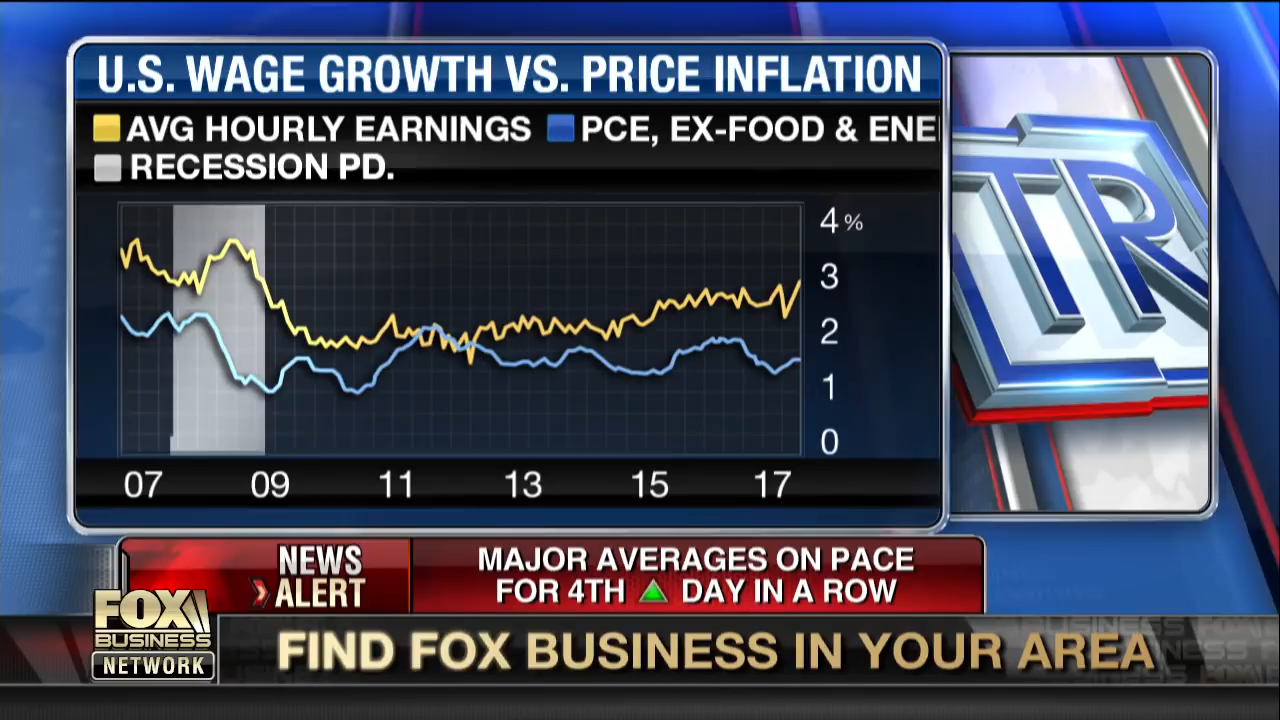 U.S. WAGE GROWTH VS. PRICE INFLATION
AVG HOURLY EARNINGS PCE, EX-FOOD & ENE
RECESSION PD.
4%
3
2
1
0
07 09 11 13 15 17
TR
NEWS
ALERT
MAJOR AVERAGES ON PACE
FOR 4TH ▲ DAY IN A ROW
FOX
BUSINESS
NETWORK
FIND FOX BUSINESS IN YOUR AREA